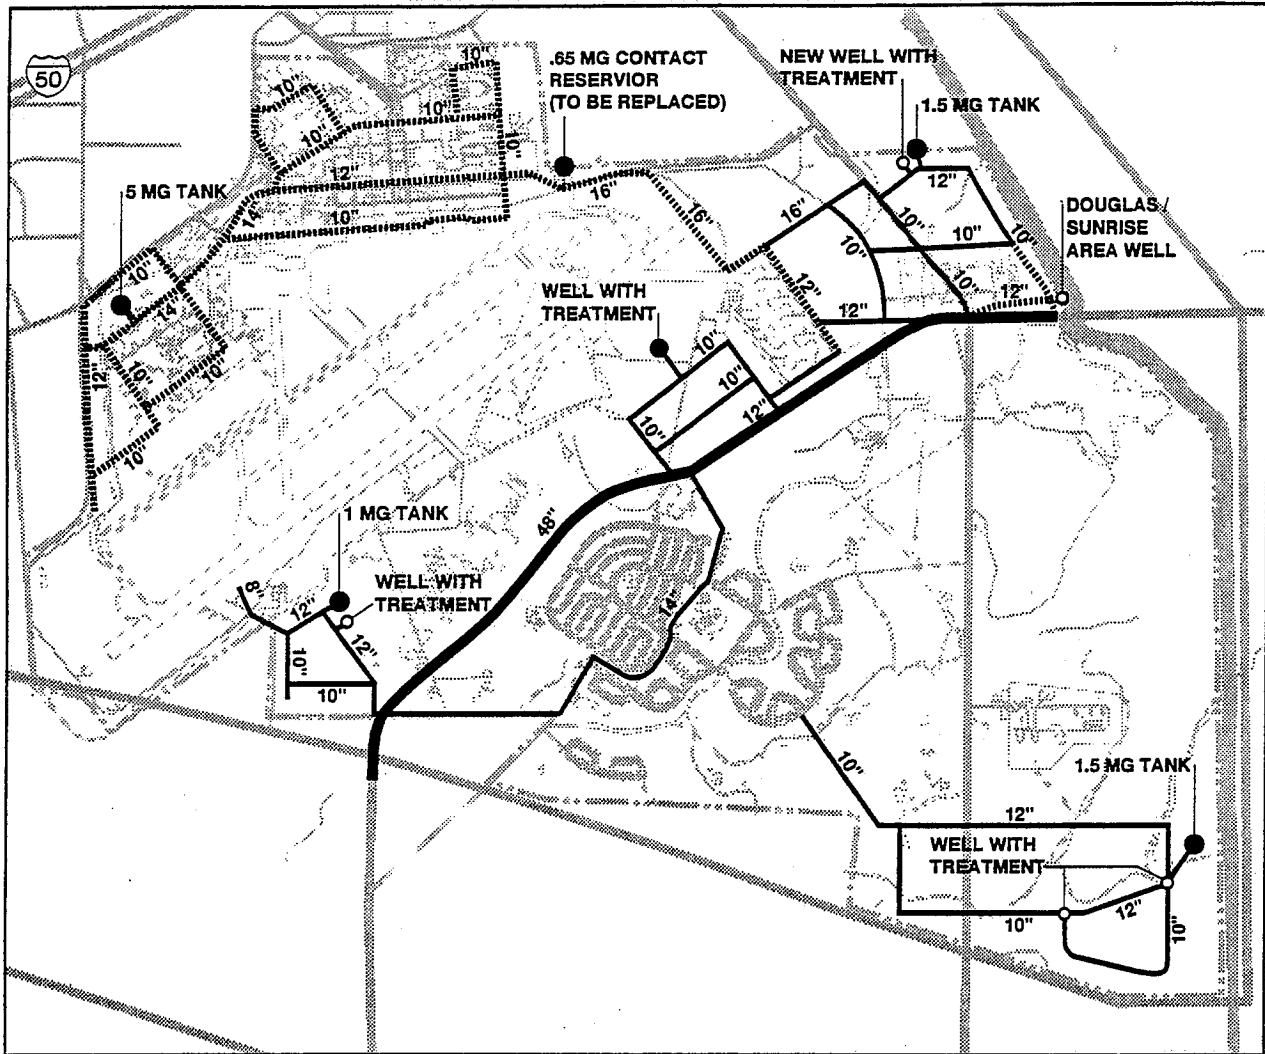 50
10"
.65 MG CONTACT
RESERVIOR
(TO BE REPLACED)
NEW WELL WITH
TREATMENT
1.5 MG TANK
10"
10"
10"
10"
12"
16"
12"
.5 MG TANK
14"
10"
16"
16"
10"
10"
10"
DOUGLAS /
SUNRISE
AREA WELL
10"
10"
14"
12"
10"
12"
12"
WELL WITH
TREATMENT
10"
12"
10"
10"
10"
12"
10"
10"
48"
1 MG TANK
WELL WITH
TREATMENT
8"
12"
14"
12"
10"
10"
10"
1.5 MG TANK
12"
WELL WITH
TREATMENT
10"
12"
10"